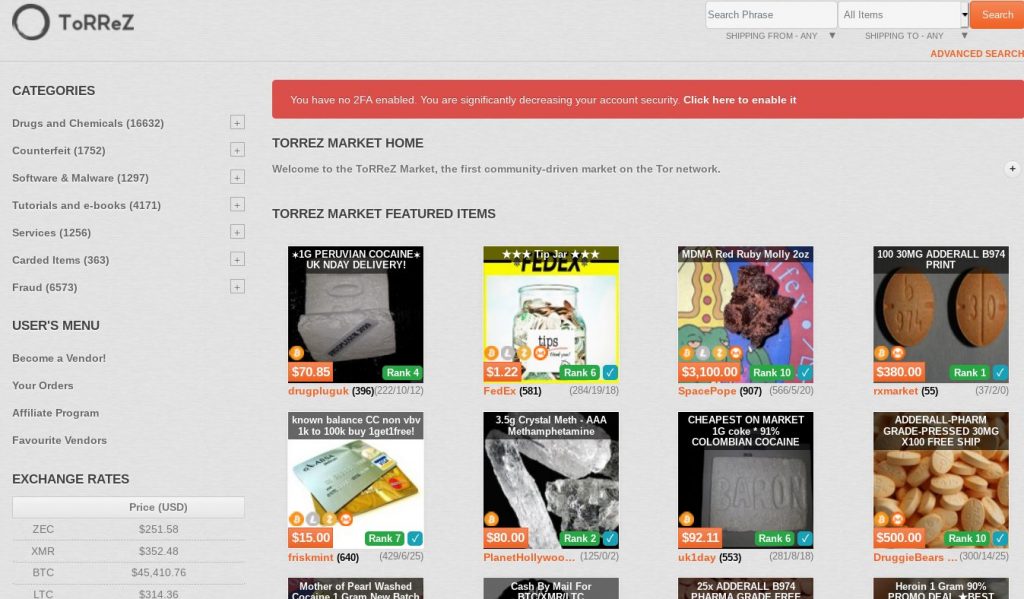 ToRReZ
Search Phrase
All Items
Search
SHIPPING FROM - ANY ▼
SHIPPING TO - ANY ▼
ADVANCED SEARCH
CATEGORIES
Drugs and Chemicals (16632) +
Counterfeit (1752) +
Software & Malware (1297) +
Tutorials and e-books (4171) +
Services (1256) +
Carded Items (363) +
Fraud (6573) +
USER'S MENU
Become a Vendor!
Your Orders
Affiliate Program
Favourite Vendors
EXCHANGE RATES
Price (USD)
ZEC $251.58
XMR $352.48
BTC $45,410.76
LTC $314.36
You have no 2FA enabled. You are significantly decreasing your account security. Click here to enable it
TORREZ MARKET HOME
Welcome to the ToRReZ Market, the first community-driven market on the Tor network. +
TORREZ MARKET FEATURED ITEMS
✶1G PERUVIAN COCAINE✶
UK NDAY DELIVERY!
$70.85
Rank 4
drugpluguk (396)(222/10/12)
★★★ Tip Jar ★★★
*FEDEX*
tips
$1.22
Rank 6 ✓
FedEx (581) (284/19/18)
MDMA Red Ruby Molly 2oz
$3,100.00
Rank 10 ✓
SpacePope (907) (566/5/20)
100 30MG ADDERALL B974
PRINT
b
974
30
$380.00
Rank 1 ✓
rxmarket (55) (37/2/0)
known balance CC non vbv
1k to 100k buy 1get1free!
ABSA
$15.00
Rank 7 ✓
friskmint (640) (429/6/25)
3.5g Crystal Meth - AAA
Methamphetamine
$80.00
Rank 2 ✓
PlanetHollywoo... (125/0/2)
CHEAPEST ON MARKET
1G coke * 91%
COLOMBIAN COCAINE
BARON
$92.11
Rank 6 ✓
uk1day (553) (281/8/18)
ADDERALL-PHARM
GRADE-PRESSED 30MG
X100 FREE SHIP
$500.00
Rank 10 ✓
DruggieBears ... (300/14/25)
Mother of Pearl Washed
Cocaine 1 Gram New Batch
Cash By Mail For
BTC/XMR/LTC
25x ADDERALL B974
PHARMA GRADE FREE
Heroin 1 Gram 90%
PROMO DEAL ★BEST